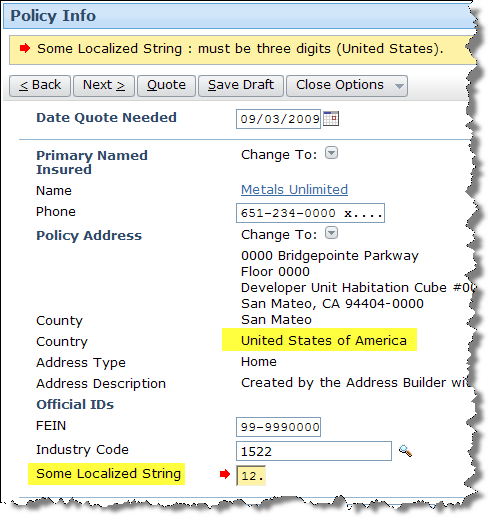 Policy Info
Some Localized String : must be three digits (United States).
< Back Next > Quote Save Draft Close Options
Date Quote Needed 09/03/2009
Primary Named Insured Change To:
Name Metals Unlimited
Phone 651-234-0000 x....
Policy Address Change To:
0000 Bridgepointe Parkway
Floor 0000
Developer Unit Habitation Cube #00
San Mateo, CA 94404-0000
County San Mateo
Country United States of America
Address Type Home
Address Description Created by the Address Builder
Official IDs
FEIN 99-9990000
Industry Code 1522
Some Localized String 12.